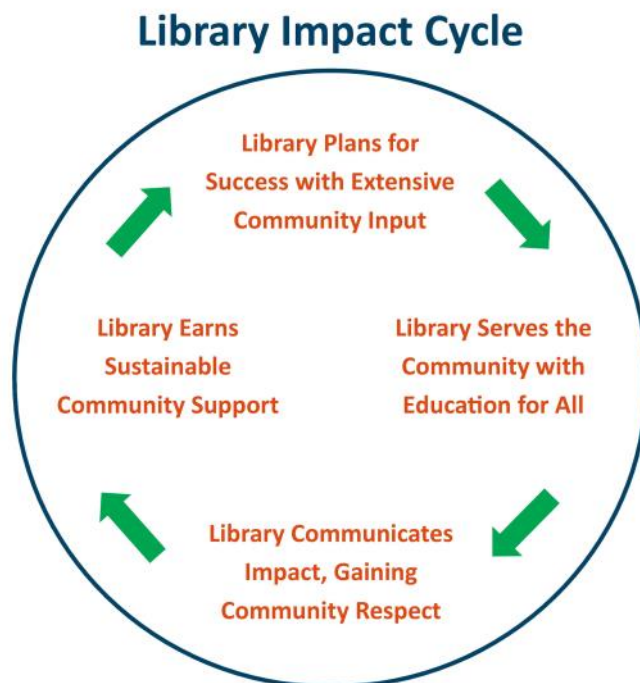 Library Impact Cycle
Library Plans for
Success with Extensive
Community Input
Library Serves the
Community with
Education for All
Library Communicates
Impact, Gaining
Community Respect
Library Earns
Sustainable
Community Support